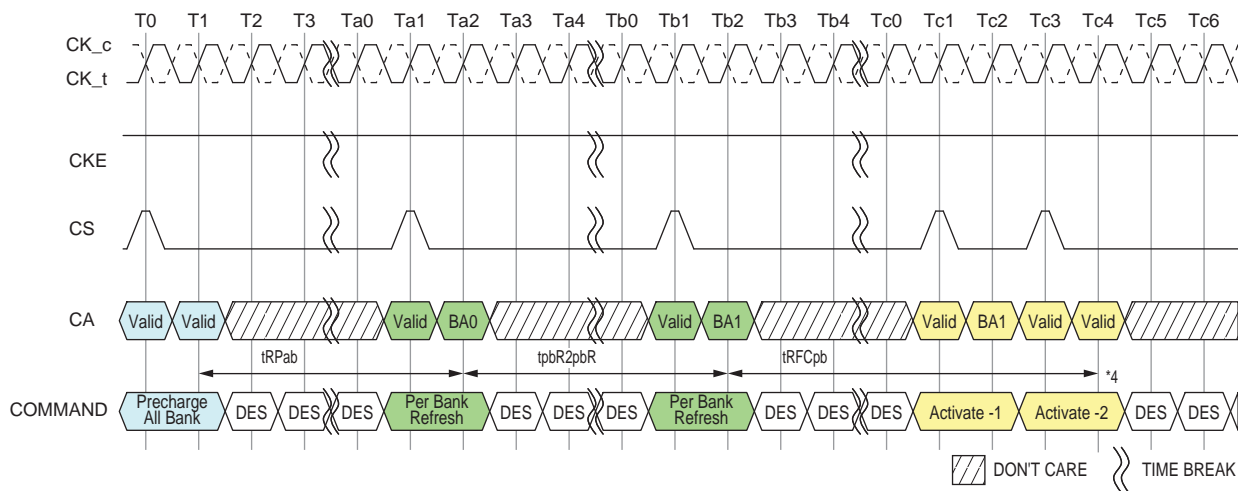 T0 T1 T2 T3 Ta0 Ta1 Ta2 Ta3 Ta4 Tb0 Tb1 Tb2 Tb3 Tb4 Tc0 Tc1 Tc2 Tc3 Tc4 Tc5 Tc6
CK_c
CK_t
CKE
CS
CA Valid Valid Valid BA0 Valid BA1 Valid BA1 Valid Valid
tRPab tpbR2pbR tRFCpb *4
COMMAND Precharge All Bank DES DES DES Per Bank Refresh DES DES DES Per Bank Refresh DES DES DES Activate -1 Activate -2 DES DES
DON'T CARE TIME BREAK